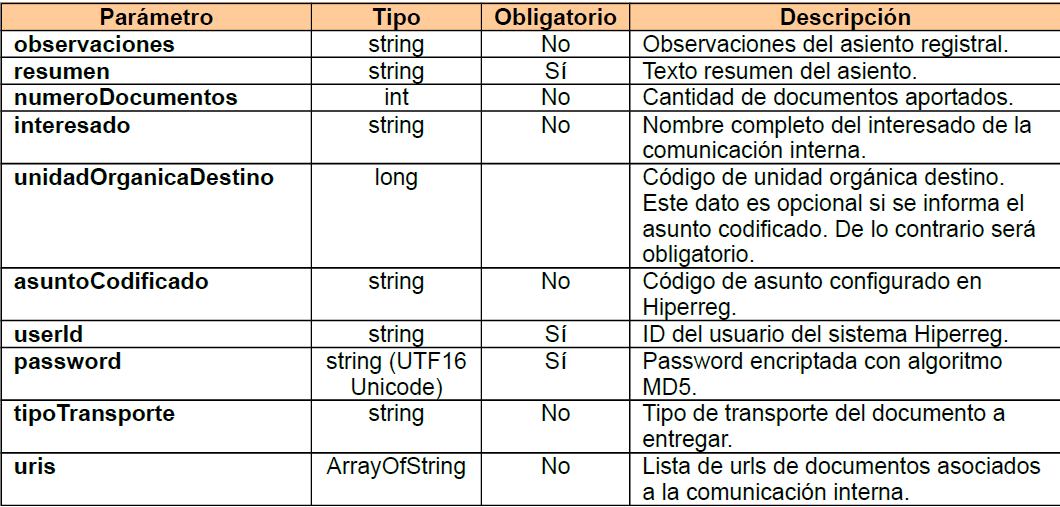 Parámetro Tipo Obligatorio Descripción
observaciones string No Observaciones del asiento registral.
resumen string Sí Texto resumen del asiento.
numeroDocumentos int No Cantidad de documentos aportados.
interesado string No Nombre completo del interesado de la
comunicación interna.
unidadOrganicaDestino long Código de unidad orgánica destino.
Este dato es opcional si se informa el
asunto codificado. De lo contrario será
obligatorio.
asuntoCodificado string No Código de asunto configurado en
Hiperreg.
userId string Sí ID del usuario del sistema Hiperreg.
password string (UTF16 Sí Password encriptada con algoritmo
Unicode) MD5.
tipoTransporte string No Tipo de transporte del documento a
entregar.
uris ArrayOfString No Lista de urls de documentos asociados
a la comunicación interna.